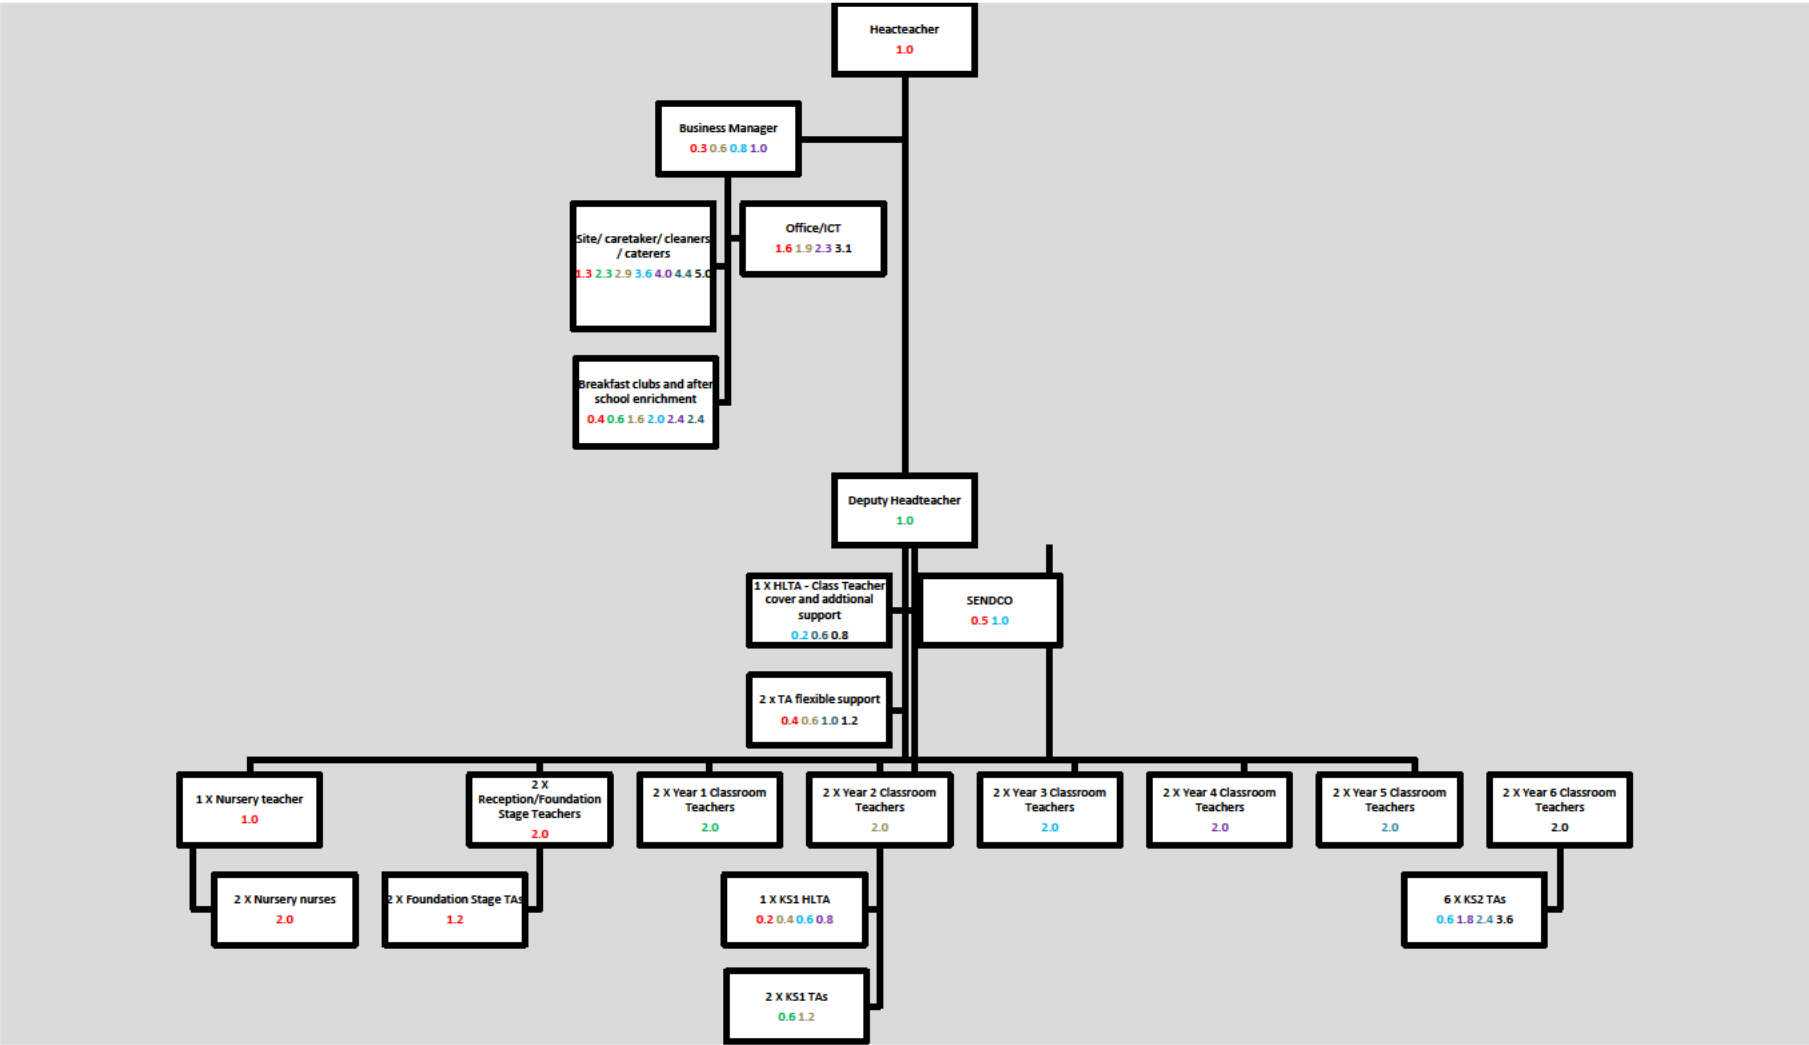 Heacteacher
1.0
Business Manager
0.3 0.6 0.8 1.0
Site/ caretaker/ cleaners
/ caterers
1.3 2.3 2.9 3.6 4.0 4.4 5.0
Office/ICT
1.6 1.9 2.3 3.1
Breakfast clubs and after
school enrichment
0.4 0.6 1.6 2.0 2.4 2.4
Deputy Headteacher
1.0
1 X HLTA - Class Teacher
cover and addtional
support
0.2 0.6 0.8
SENDCO
0.5 1.0
2 x TA flexible support
0.4 0.6 1.0 1.2
1 X Nursery teacher
1.0
2 X
Reception/Foundation
Stage Teachers
2.0
2 X Year 1 Classroom
Teachers
2.0
2 X Year 2 Classroom
Teachers
2.0
2 X Year 3 Classroom
Teachers
2.0
2 X Year 4 Classroom
Teachers
2.0
2 X Year 5 Classroom
Teachers
2.0
2 X Year 6 Classroom
Teachers
2.0
2 X Nursery nurses
2.0
2 X Foundation Stage TAs
1.2
1 X KS1 HLTA
0.2 0.4 0.6 0.8
6 X KS2 TAs
0.6 1.8 2.4 3.6
2 X KS1 TAs
0.6 1.2